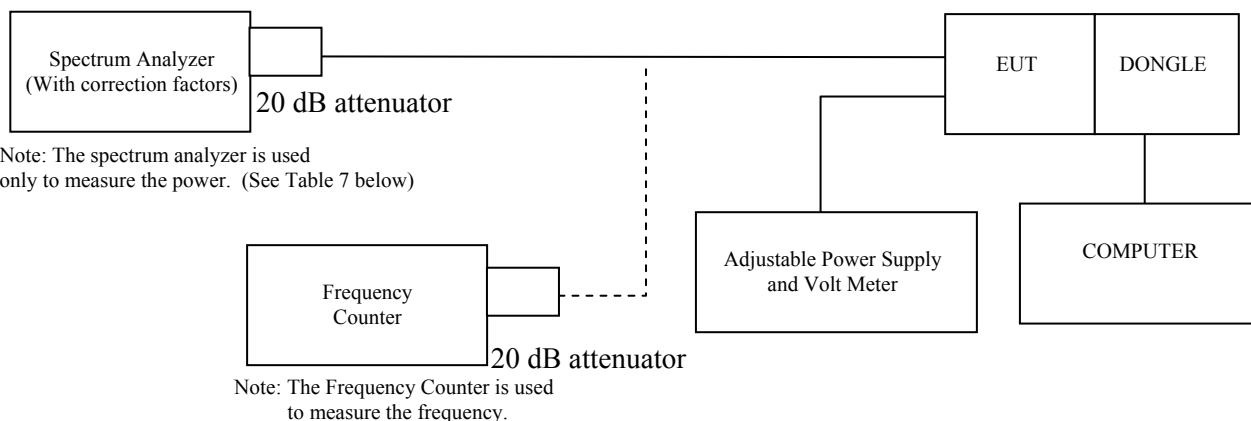 Spectrum Analyzer
(With correction factors)
20 dB attenuator
EUT
DONGLE
Note: The spectrum analyzer is used
only to measure the power. (See Table 7 below)
Adjustable Power Supply
and Volt Meter
COMPUTER
Frequency
Counter
20 dB attenuator
Note: The Frequency Counter is used
to measure the frequency.